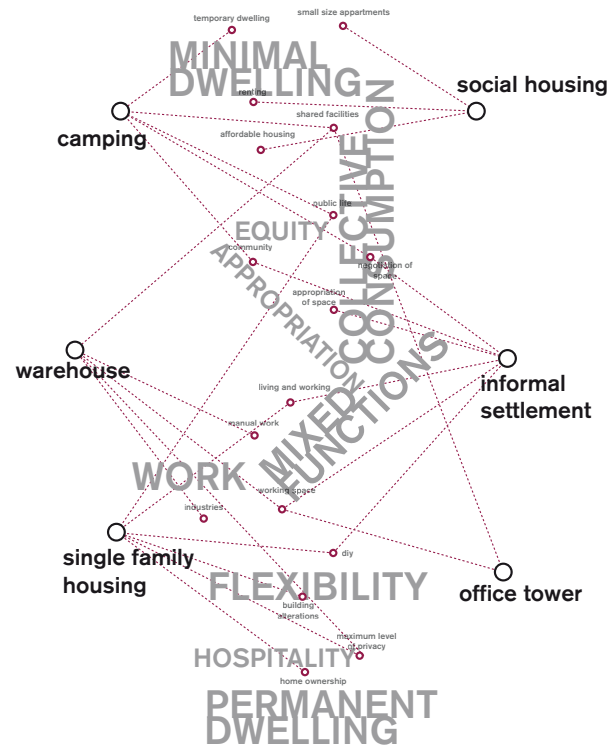 small size appartments
temporary dwelling
MINIMAL
DWELLING
social housing
renting
shared facilities
camping
affordable housing
COLLECTIVE
CONSUMPTION
public life
EQUITY
community
negotiation of
space
APPROPRIATION
appropriation
of space
warehouse
informal
settlement
living and working
MIXED
FUNCTIONS
manual work
WORK
working space
industries
single family
housing
diy
office tower
FLEXIBILITY
building
alterations
maximum level
of privacy
HOSPITALITY
home ownership
PERMANENT
DWELLING